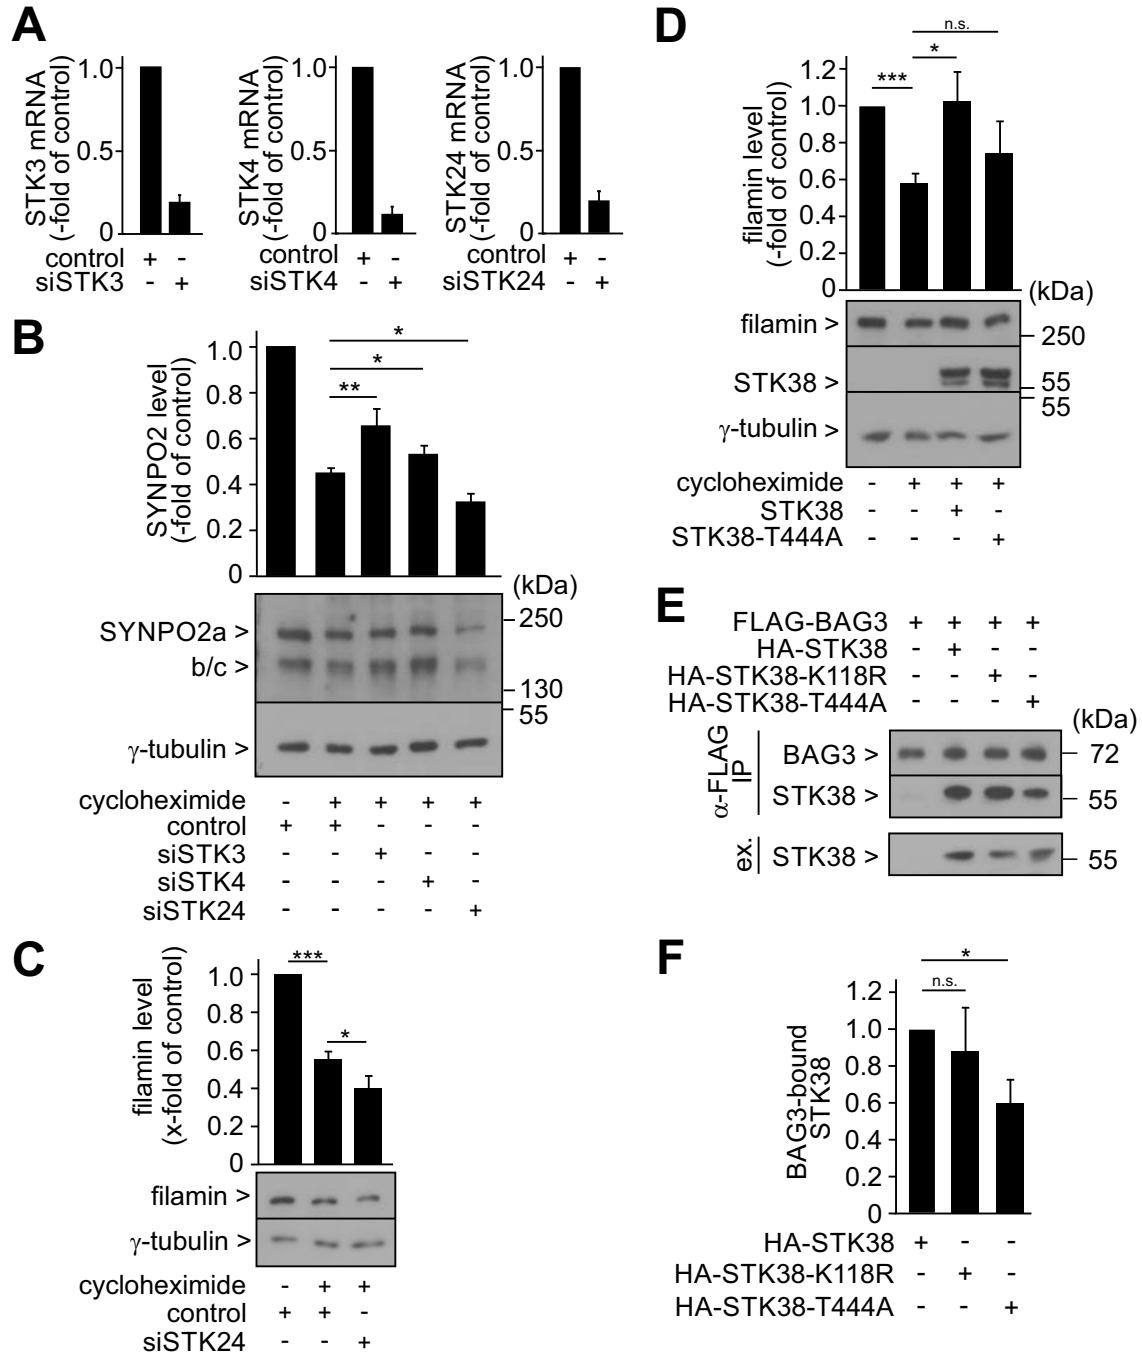 A
STK3 mRNA
(-fold of control)
1.0
0.5
0
control + -
siSTK3 - +
STK4 mRNA
(-fold of control)
1.0
0.5
0
control + -
siSTK4 - +
STK24 mRNA
(-fold of control)
1.0
0.5
0
control + -
siSTK24 - +
B
SYNPO2 level
(-fold of control)
1.0
0.8
0.6
0.4
0.2
0
*
*
**
(kDa)
SYNPO2a >
250
b/c >
130
55
γ-tubulin >
cycloheximide - + + + +
control + + - - -
siSTK3 - - + - -
siSTK4 - - - + -
siSTK24 - - - - +
C
filamin level
(x-fold of control)
1.0
0.8
0.6
0.4
0.2
0
***
*
filamin >
γ-tubulin >
cycloheximide - + +
control + + -
siSTK24 - - +
D
filamin level
(-fold of control)
1.2
1.0
0.8
0.6
0.4
0.2
0
n.s.
*
***
(kDa)
filamin >
250
STK38 >
55
55
γ-tubulin >
cycloheximide - + + +
STK38 - - + -
STK38-T444A - - - +
E
FLAG-BAG3 + + + +
HA-STK38 - + - -
HA-STK38-K118R - - + -
HA-STK38-T444A - - - +
(kDa)
α-FLAG
IP
BAG3 > 72
STK38 > 55
ex.
STK38 > 55
F
BAG3-bound
STK38
1.2
1.0
0.8
0.6
0.4
0.2
0
*
n.s.
HA-STK38 + - -
HA-STK38-K118R - + -
HA-STK38-T444A - - +